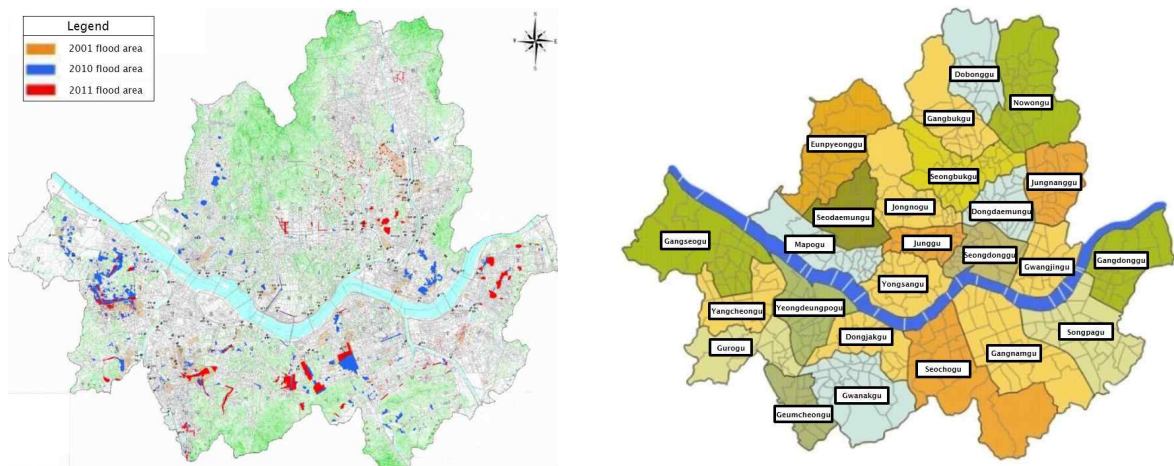 Legend
2001 flood area
2010 flood area
2011 flood area
N
E
S
Dobonggu
Nowongu
Gangbukgu
Eunpyeonggu
Seongbukgu
Jungnanggu
Seodaemungu
Jongnogu
Dongdaemungu
Gangseogu
Mapogu
Junggu
Seongdonggu
Gwangjingu
Gangdonggu
Yongsangu
Yangcheongu
Yeongdeungpogu
Songpagu
Gurogu
Dongjakgu
Gangnamgu
Seochogu
Gwanakgu
Geumcheongu